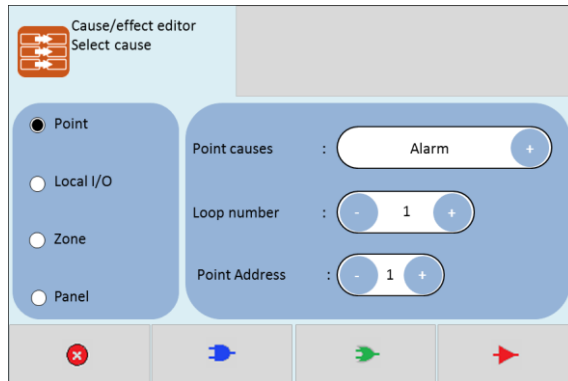 Cause/effect editor
Select cause
Point
Local I/O
Zone
Panel
Point causes : Alarm +
Loop number : - 1 +
Point Address : - 1 +